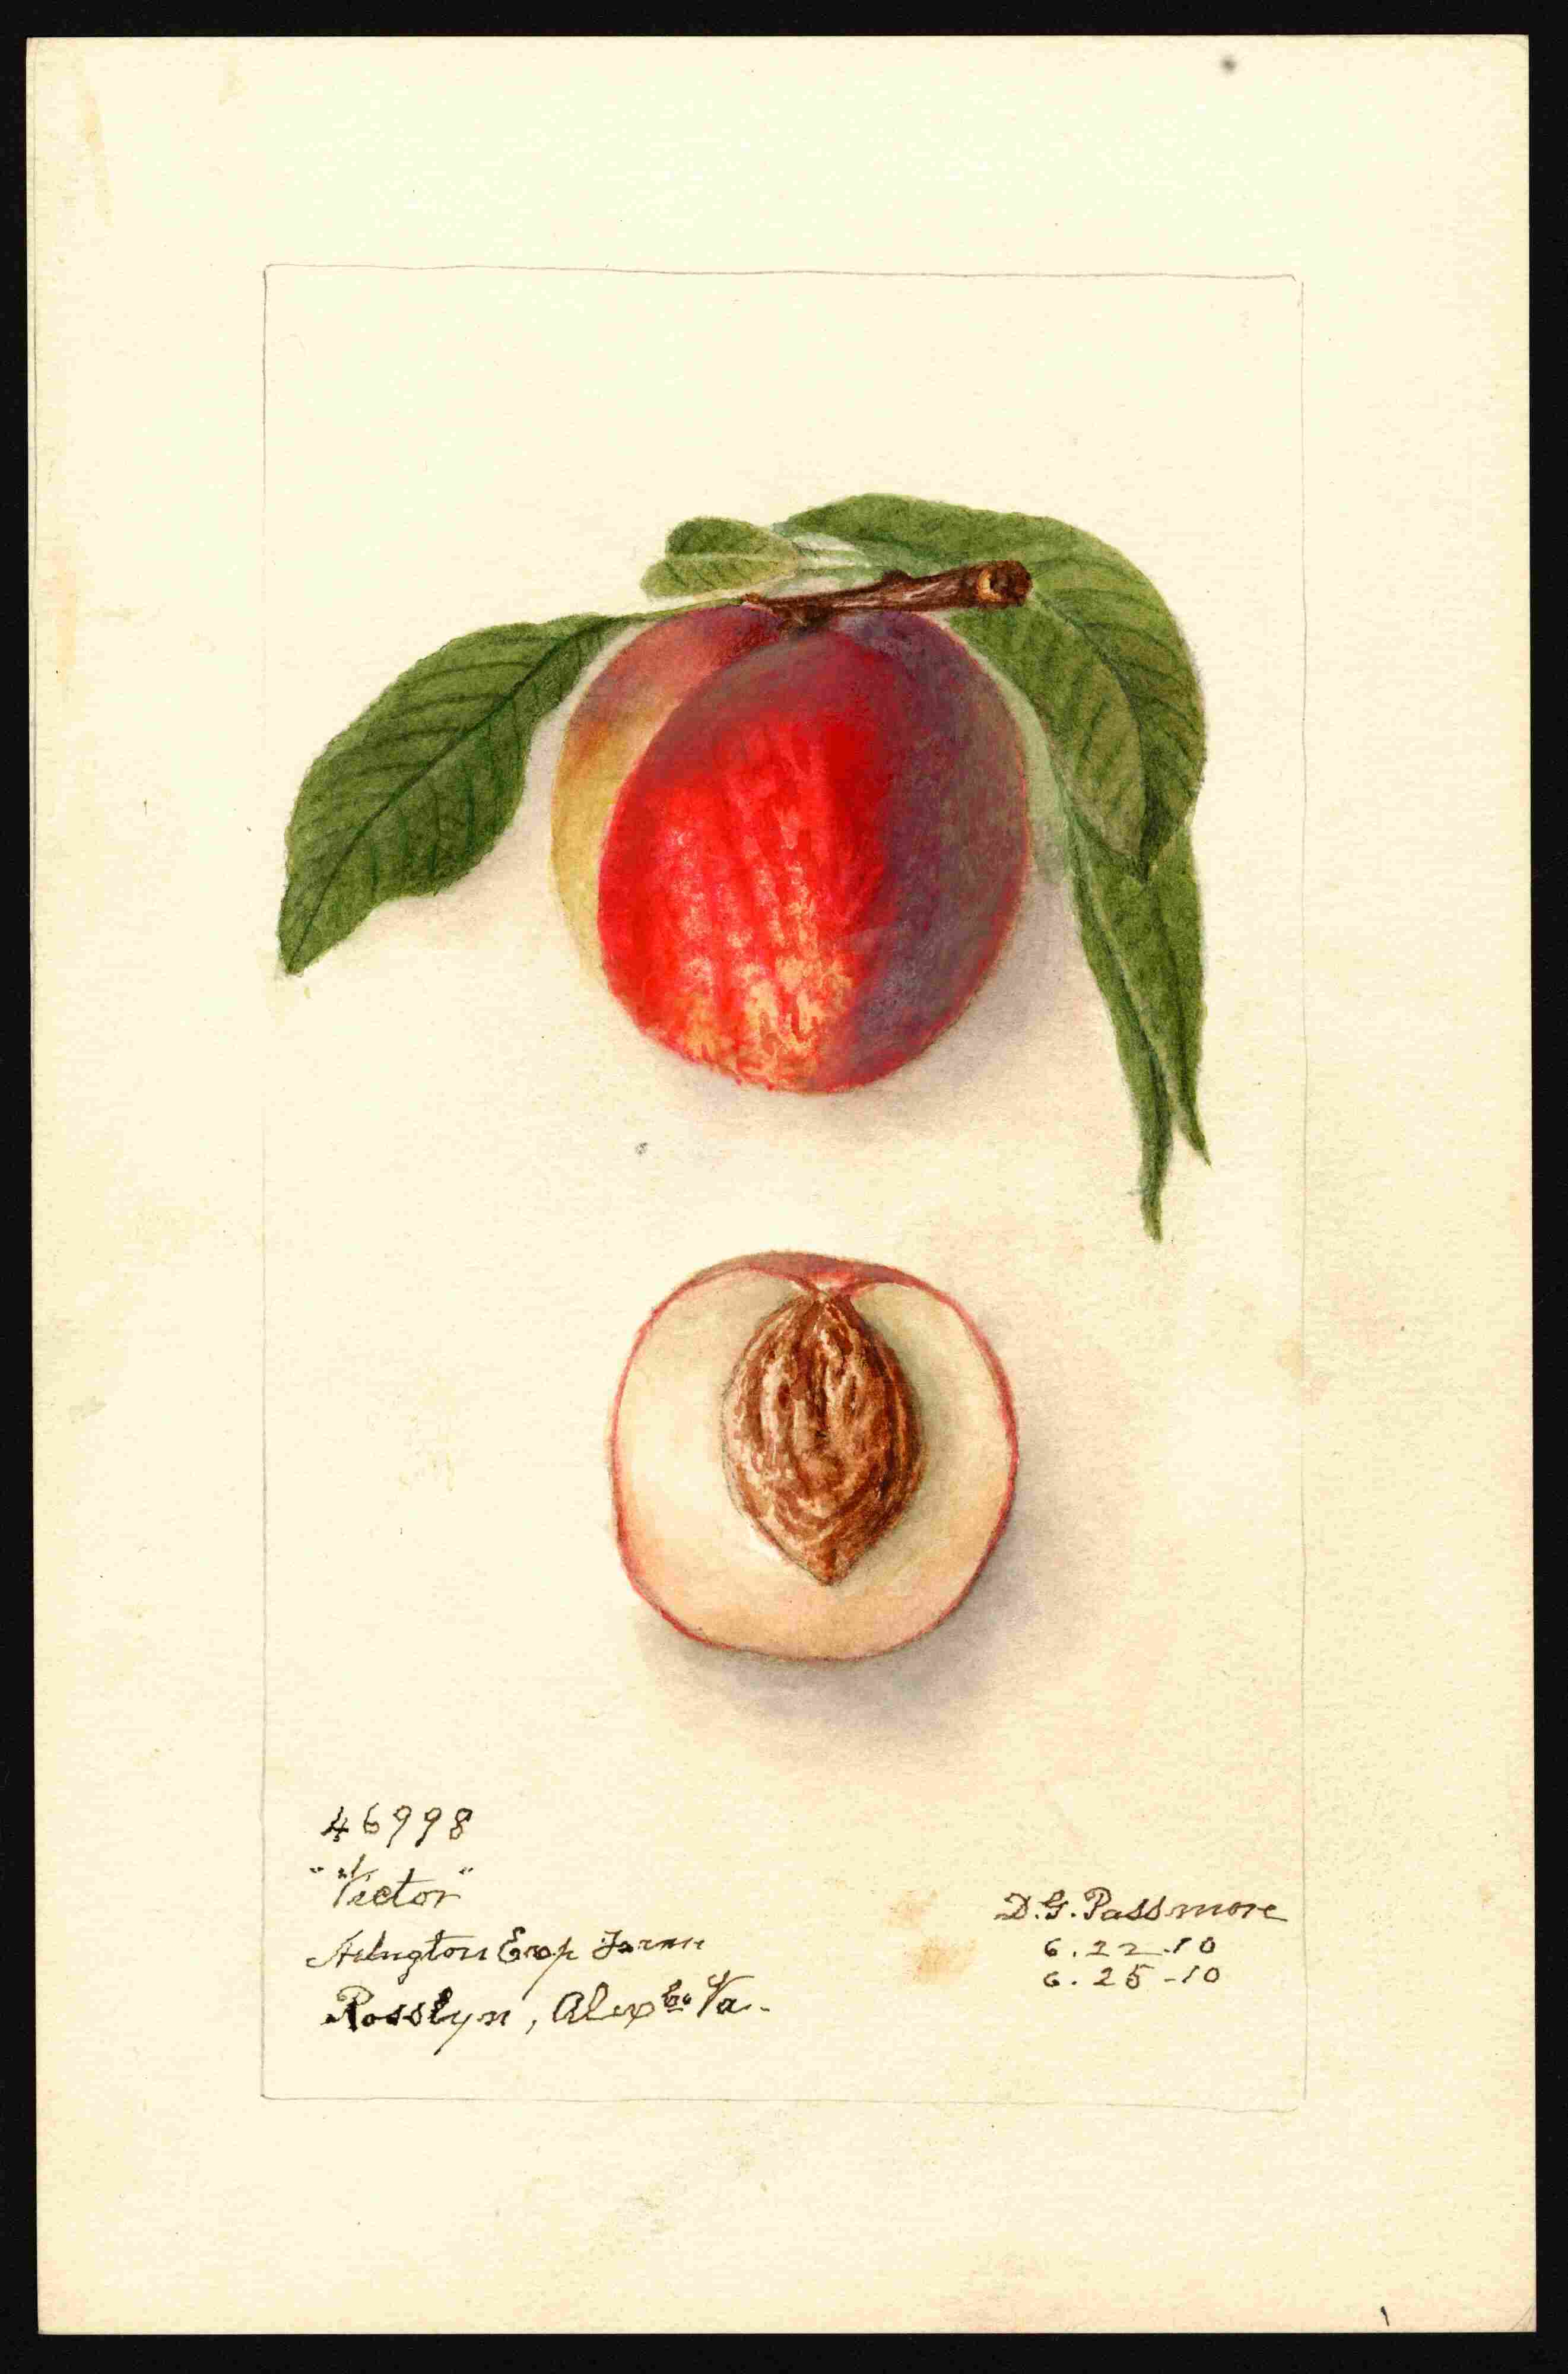 46998
"Victor"
Arlington Exp Farm
Rosslyn, Alex Co Va.
D. G. Passmore
6.22.10
6.25-10